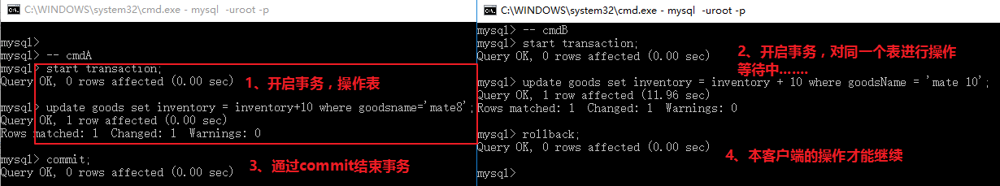 C:\WINDOWS\system32\cmd.exe - mysql -uroot -p
mysql>
mysql> -- cmdA
mysql> start transaction;
Query OK, 0 rows affected (0.00 sec)
1、开启事务，操作表
mysql> update goods set inventory = inventory+10 where goodsname='mate8';
Query OK, 1 row affected (0.00 sec)
Rows matched: 1  Changed: 1  Warnings: 0
mysql> commit;
Query OK, 0 rows affected (0.00 sec)
3、通过commit结束事务
C:\WINDOWS\system32\cmd.exe - mysql -uroot -p
mysql> -- cmdB
mysql> start transaction;
Query OK, 0 rows affected (0.00 sec)
2、开启事务，对同一个表进行操作
等待中.......
mysql> update goods set inventory = inventory + 10 where goodsName = 'mate 10';
Query OK, 1 row affected (11.96 sec)
Rows matched: 1  Changed: 1  Warnings: 0
mysql> rollback;
Query OK, 0 rows affected (0.00 sec)
4、本客户端的操作才能继续
mysql>